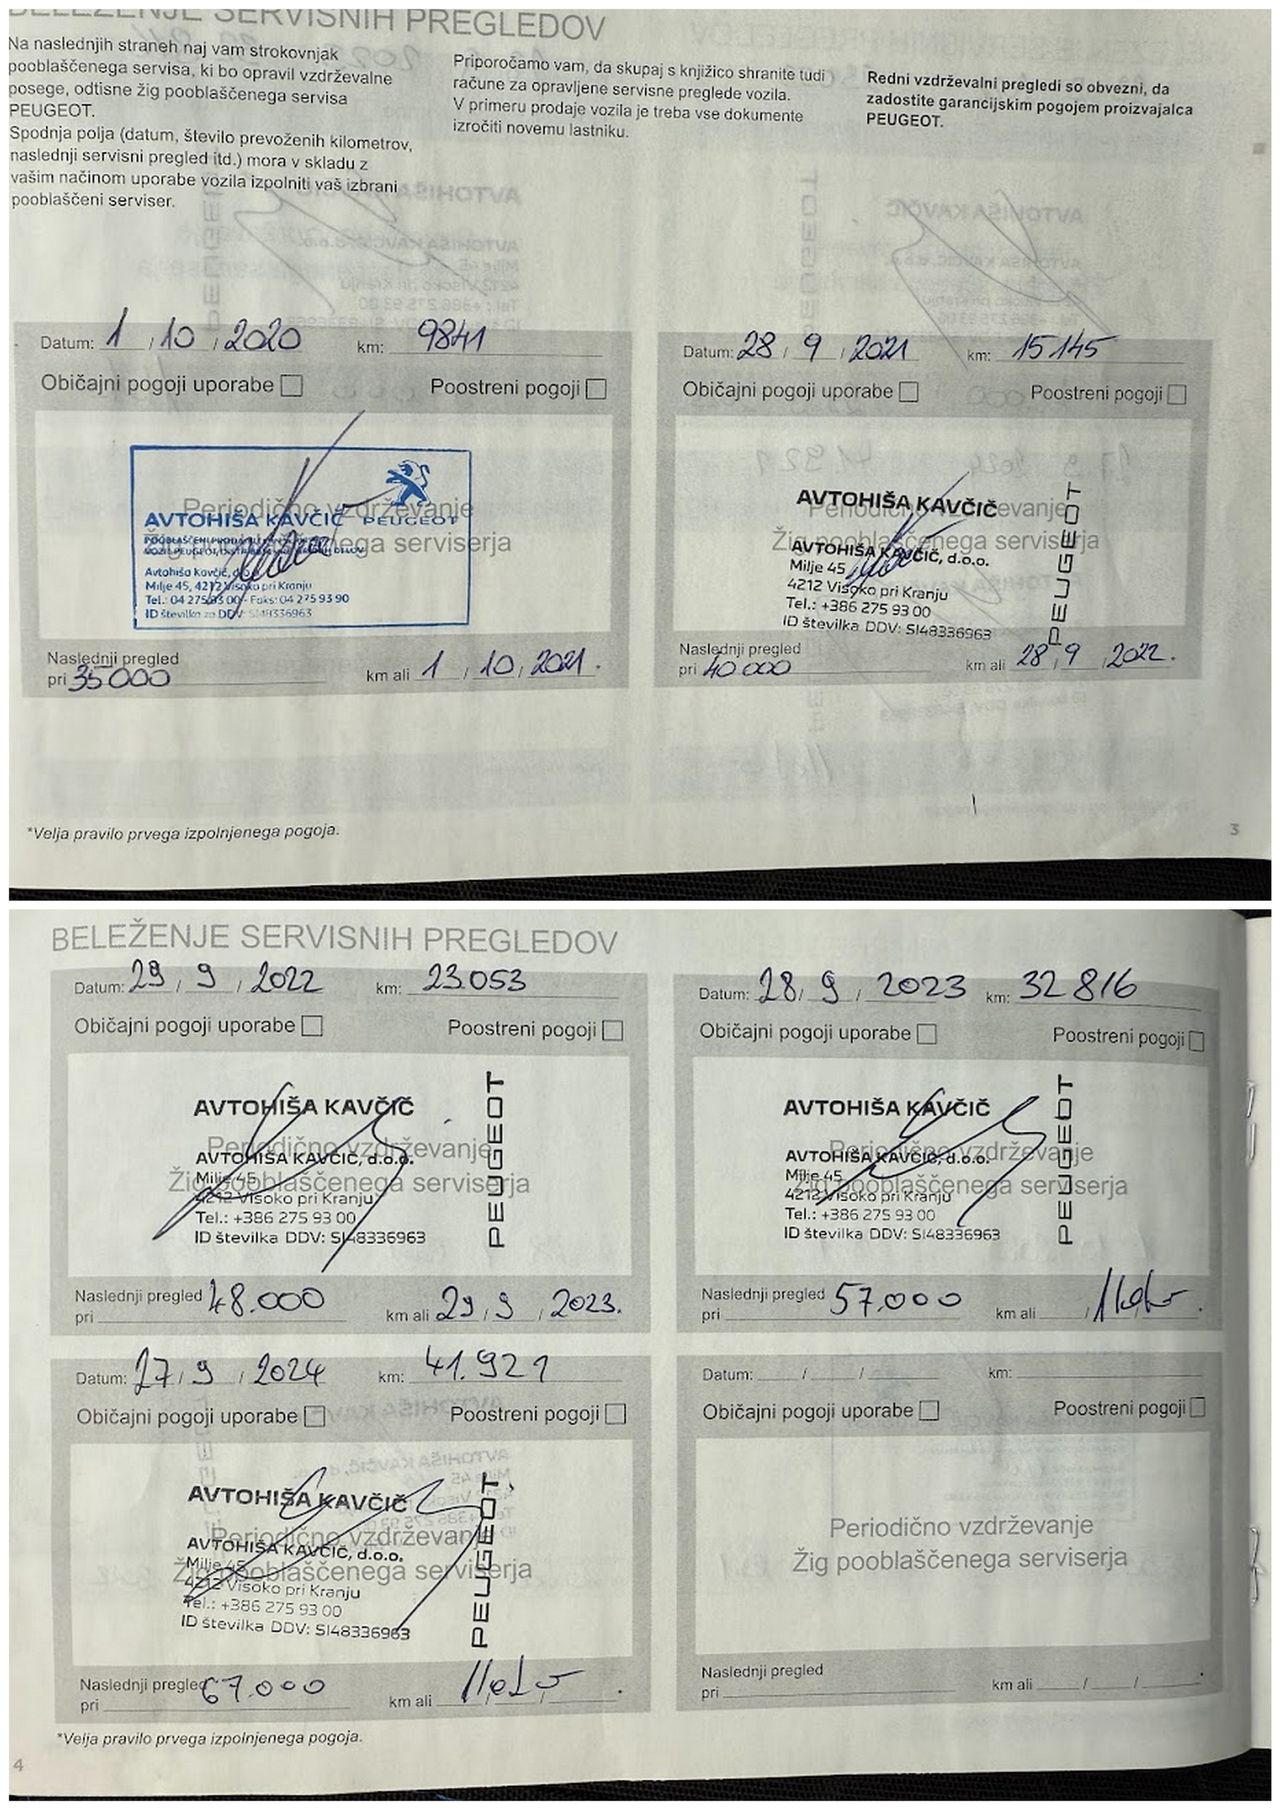 BELEŽENJE SERVISNIH PREGLEDOV
Na naslednjih straneh naj vam strokovnjak
pooblaščenega servisa, ki bo opravil vzdrževalne
posege, odtisne žig pooblaščenega servisa
PEUGEOT.
Spodnja polja (datum, število prevoženih kilometrov,
naslednji servisni pregled itd.) mora v skladu z
vašim načinom uporabe vozila izpolniti vaš izbrani
pooblaščeni serviser.
Priporočamo vam, da skupaj s knjižico shranite tudi
račune za opravljene servisne preglede vozila.
V primeru prodaje vozila je treba vse dokumente
izročiti novemu lastniku.
Redni vzdrževalni pregledi so obvezni, da
zadostite garancijskim pogojem proizvajalca
PEUGEOT.
Datum: 1 / 10 / 2020 km: 9841
Običajni pogoji uporabe Poostreni pogoji
Periodično vzdrževanje
AVTOHIŠA KAVČIČ PEUGEOT
Žig pooblaščenega serviserja
Avtohiša Kavčič, d.o.o.
Milje 45, 4212 Visoko pri Kranju
Tel.: 04 275 93 00 - Faks: 04 275 93 90
ID številka za DDV: SI48336963
Naslednji pregled
pri 35000 km ali 1 / 10 / 2021.
Datum: 28 / 9 / 2021 km: 15145
Običajni pogoji uporabe Poostreni pogoji
AVTOHIŠA KAVČIČ
Periodično vzdrževanje
Žig pooblaščenega serviserja
AVTOHIŠA KAVČIČ, d.o.o.
Milje 45
4212 Visoko pri Kranju
Tel.: +386 275 93 00
ID številka DDV: SI48336963
PEUGEOT
Naslednji pregled
pri 40.000 km ali 28 / 9 / 2022.
*Velja pravilo prvega izpolnjenega pogoja.
3
BELEŽENJE SERVISNIH PREGLEDOV
Datum: 29 / 9 / 2022 km: 23.053
Običajni pogoji uporabe Poostreni pogoji
AVTOHIŠA KAVČIČ
Periodično vzdrževanje
AVTOHIŠA KAVČIČ, d.o.o.
Milje 45
Žig pooblaščenega serviserja
4212 Visoko pri Kranju
Tel.: +386 275 93 00
ID številka DDV: SI48336963
PEUGEOT
Naslednji pregled 48.000
pri km ali 29 / 9 / 2023.
Datum: 28 / 9 / 2023 km: 32 816
Običajni pogoji uporabe Poostreni pogoji
AVTOHIŠA KAVČIČ
Periodično vzdrževanje
AVTOHIŠA KAVČIČ, d.o.o.
Milje 45
Žig pooblaščenega serviserja
4212 Visoko pri Kranju
Tel.: +386 275 93 00
ID številka DDV: SI48336963
PEUGEOT
Naslednji pregled 57.000
pri km ali / 1 leto.
Datum: 27 / 9 / 2024 km: 41.921
Običajni pogoji uporabe Poostreni pogoji
AVTOHIŠA KAVČIČ
Periodično vzdrževanje
AVTOHIŠA KAVČIČ, d.o.o.
Milje 45
Žig pooblaščenega serviserja
4212 Visoko pri Kranju
Tel.: +386 275 93 00
ID številka DDV: SI48336963
PEUGEOT
Naslednji pregled 67.000
pri km ali 1 leto.
Datum: / / km:
Običajni pogoji uporabe Poostreni pogoji
Periodično vzdrževanje
Žig pooblaščenega serviserja
Naslednji pregled
pri km ali / / .
*Velja pravilo prvega izpolnjenega pogoja.
4